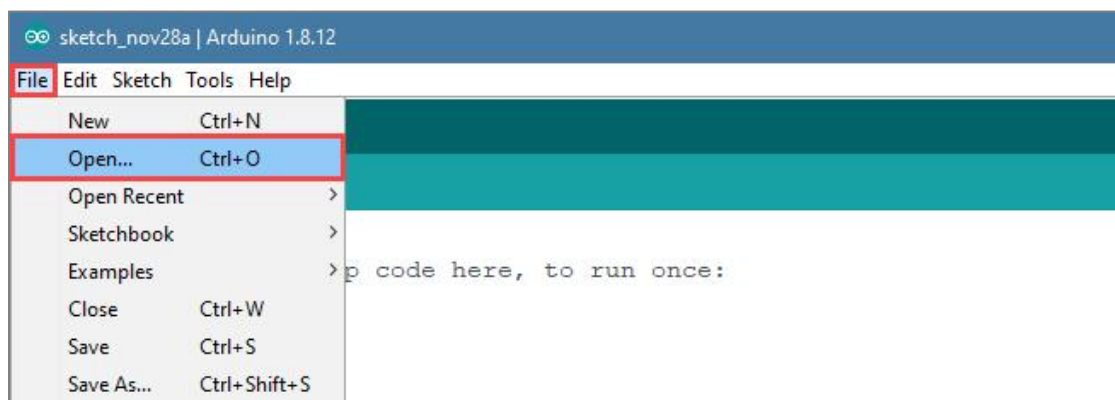 sketch_nov28a | Arduino 1.8.12
File Edit Sketch Tools Help
New Ctrl+N
Open... Ctrl+O
Open Recent >
Sketchbook >
Examples >
p code here, to run once:
Close Ctrl+W
Save Ctrl+S
Save As... Ctrl+Shift+S